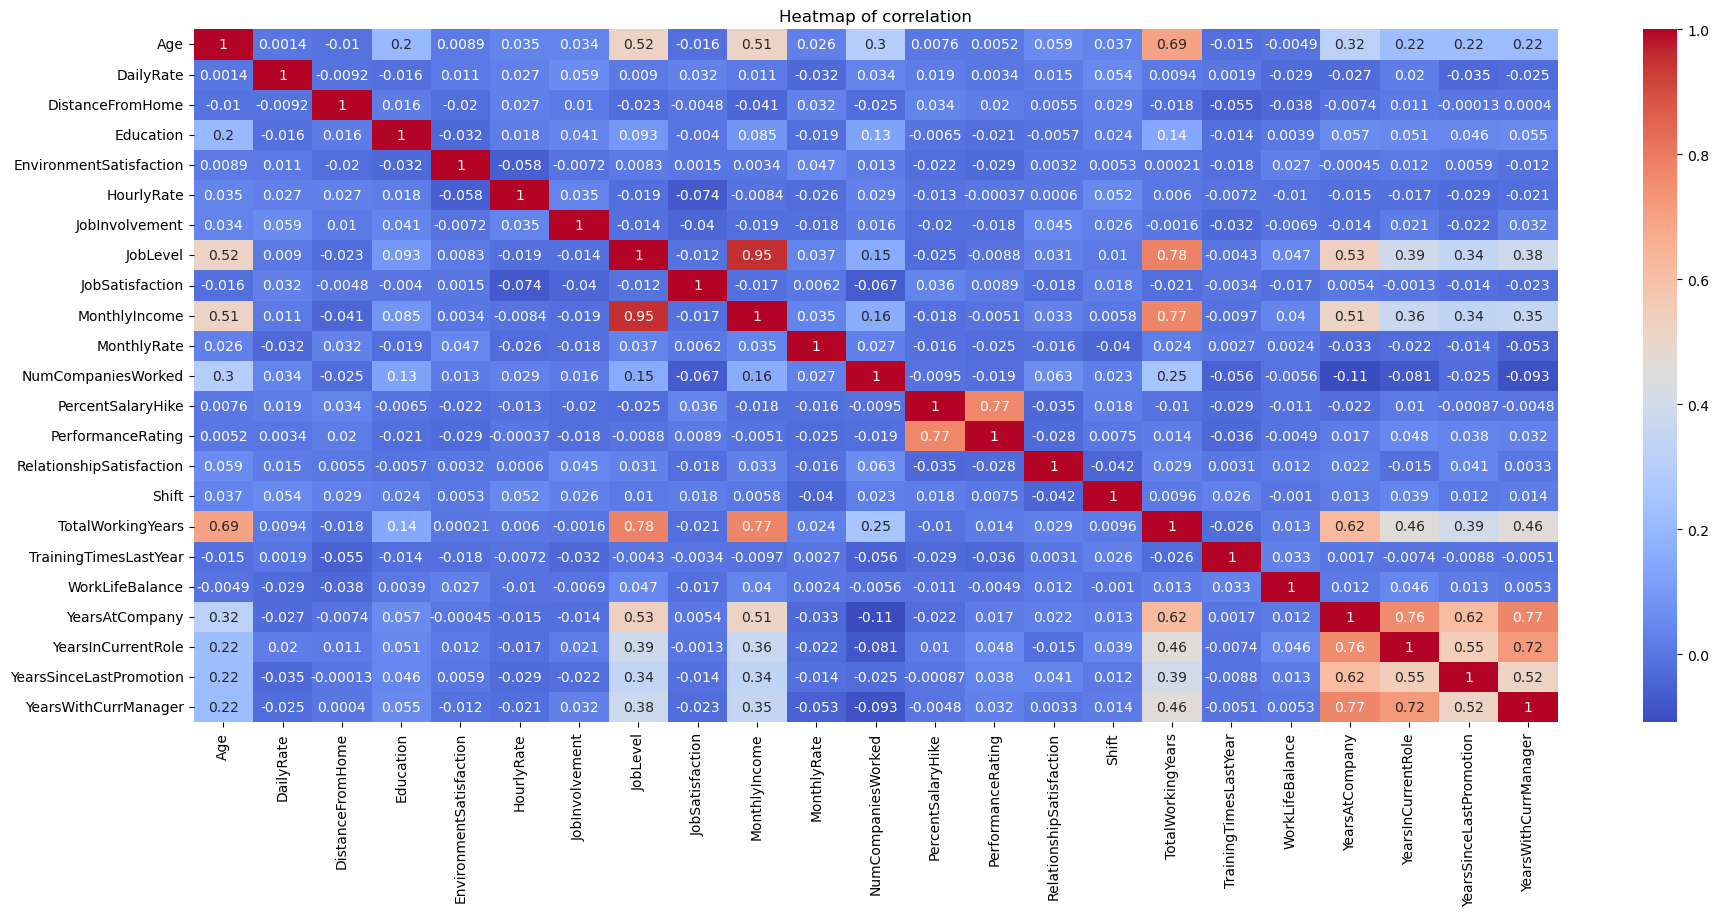 Heatmap of correlation
Age 1 0.0014 -0.01 0.2 0.0089 0.035 0.034 0.52 -0.016 0.51 0.026 0.3 0.0076 0.0052 0.059 0.037 0.69 -0.015 -0.0049 0.32 0.22 0.22 0.22
DailyRate 0.0014 1 -0.0092 -0.016 0.011 0.027 0.059 0.009 0.032 0.011 -0.032 0.034 0.019 0.0034 0.015 0.054 0.0094 0.0019 -0.029 -0.027 0.02 -0.035 -0.025
DistanceFromHome -0.01 -0.0092 1 0.016 -0.02 0.027 0.01 -0.023 -0.0048 -0.041 0.032 -0.025 0.034 0.02 0.0055 0.029 -0.018 -0.055 -0.038 -0.0074 0.011 -0.00013 0.0004
Education 0.2 -0.016 0.016 1 -0.032 0.018 0.041 0.093 -0.004 0.085 -0.019 0.13 -0.0065 -0.021 -0.0057 0.024 0.14 -0.014 0.0039 0.057 0.051 0.046 0.055
EnvironmentSatisfaction 0.0089 0.011 -0.02 -0.032 1 -0.058 -0.0072 0.0083 0.0015 0.0034 0.047 0.013 -0.022 -0.029 0.0032 0.0053 0.00021 -0.018 0.027 -0.00045 0.012 0.0059 -0.012
HourlyRate 0.035 0.027 0.027 0.018 -0.058 1 0.035 -0.019 -0.074 -0.0084 -0.026 0.029 -0.013 -0.00037 0.0006 0.052 0.006 -0.0072 -0.01 -0.015 -0.017 -0.029 -0.021
JobInvolvement 0.034 0.059 0.01 0.041 -0.0072 0.035 1 -0.014 -0.04 -0.019 -0.018 0.016 -0.02 -0.018 0.045 0.026 -0.0016 -0.032 -0.0069 -0.014 0.021 -0.022 0.032
JobLevel 0.52 0.009 -0.023 0.093 0.0083 -0.019 -0.014 1 -0.012 0.95 0.037 0.15 -0.025 -0.0088 0.031 0.01 0.78 -0.0043 0.047 0.53 0.39 0.34 0.38
JobSatisfaction -0.016 0.032 -0.0048 -0.004 0.0015 -0.074 -0.04 -0.012 1 -0.017 0.0062 -0.067 0.036 0.0089 -0.018 0.018 -0.021 -0.0034 -0.017 0.0054 -0.0013 -0.014 -0.023
MonthlyIncome 0.51 0.011 -0.041 0.085 0.0034 -0.0084 -0.019 0.95 -0.017 1 0.035 0.16 -0.018 -0.0051 0.033 0.0058 0.77 -0.0097 0.04 0.51 0.36 0.34 0.35
MonthlyRate 0.026 -0.032 0.032 -0.019 0.047 -0.026 -0.018 0.037 0.0062 0.035 1 0.027 -0.016 -0.025 -0.016 -0.04 0.024 0.0027 0.0024 -0.033 -0.022 -0.014 -0.053
NumCompaniesWorked 0.3 0.034 -0.025 0.13 0.013 0.029 0.016 0.15 -0.067 0.16 0.027 1 -0.0095 -0.019 0.063 0.023 0.25 -0.056 -0.0056 -0.11 -0.081 -0.025 -0.093
PercentSalaryHike 0.0076 0.019 0.034 -0.0065 -0.022 -0.013 -0.02 -0.025 0.036 -0.018 -0.016 -0.0095 1 0.77 -0.035 0.018 -0.01 -0.029 -0.011 -0.022 0.01 -0.00087 -0.0048
PerformanceRating 0.0052 0.0034 0.02 -0.021 -0.029 -0.00037 -0.018 -0.0088 0.0089 -0.0051 -0.025 -0.019 0.77 1 -0.028 0.0075 0.014 -0.036 -0.0049 0.017 0.048 0.038 0.032
RelationshipSatisfaction 0.059 0.015 0.0055 -0.0057 0.0032 0.0006 0.045 0.031 -0.018 0.033 -0.016 0.063 -0.035 -0.028 1 -0.042 0.029 0.0031 0.012 0.022 -0.015 0.041 0.0033
Shift 0.037 0.054 0.029 0.024 0.0053 0.052 0.026 0.01 0.018 0.0058 -0.04 0.023 0.018 0.0075 -0.042 1 0.0096 0.026 -0.001 0.013 0.039 0.012 0.014
TotalWorkingYears 0.69 0.0094 -0.018 0.14 0.00021 0.006 -0.0016 0.78 -0.021 0.77 0.024 0.25 -0.01 0.014 0.029 0.0096 1 -0.026 0.013 0.62 0.46 0.39 0.46
TrainingTimesLastYear -0.015 0.0019 -0.055 -0.014 -0.018 -0.0072 -0.032 -0.0043 -0.0034 -0.0097 0.0027 -0.056 -0.029 -0.036 0.0031 0.026 -0.026 1 0.033 0.0017 -0.0074 -0.0088 -0.0051
WorkLifeBalance -0.0049 -0.029 -0.038 0.0039 0.027 -0.01 -0.0069 0.047 -0.017 0.04 0.0024 -0.0056 -0.011 -0.0049 0.012 -0.001 0.013 0.033 1 0.012 0.046 0.013 0.0053
YearsAtCompany 0.32 -0.027 -0.0074 0.057 -0.00045 -0.015 -0.014 0.53 0.0054 0.51 -0.033 -0.11 -0.022 0.017 0.022 0.013 0.62 0.0017 0.012 1 0.76 0.62 0.77
YearsInCurrentRole 0.22 0.02 0.011 0.051 0.012 -0.017 0.021 0.39 -0.0013 0.36 -0.022 -0.081 0.01 0.048 -0.015 0.039 0.46 -0.0074 0.046 0.76 1 0.55 0.72
YearsSinceLastPromotion 0.22 -0.035 -0.00013 0.046 0.0059 -0.029 -0.022 0.34 -0.014 0.34 -0.014 -0.025 -0.00087 0.038 0.041 0.012 0.39 -0.0088 0.013 0.62 0.55 1 0.52
YearsWithCurrManager 0.22 -0.025 0.0004 0.055 -0.012 -0.021 0.032 0.38 -0.023 0.35 -0.053 -0.093 -0.0048 0.032 0.0033 0.014 0.46 -0.0051 0.0053 0.77 0.72 0.52 1
Age
DailyRate
DistanceFromHome
Education
EnvironmentSatisfaction
HourlyRate
JobInvolvement
JobLevel
JobSatisfaction
MonthlyIncome
MonthlyRate
NumCompaniesWorked
PercentSalaryHike
PerformanceRating
RelationshipSatisfaction
Shift
TotalWorkingYears
TrainingTimesLastYear
WorkLifeBalance
YearsAtCompany
YearsInCurrentRole
YearsSinceLastPromotion
YearsWithCurrManager
1.0
0.8
0.6
0.4
0.2
0.0